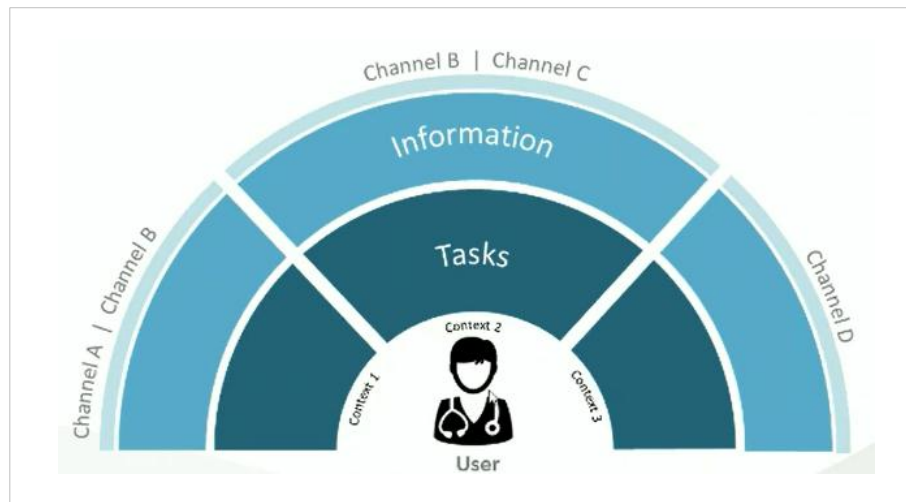 Channel B | Channel C
Information
Channel A | Channel B
Tasks
Channel D
Context 2
Context 1
Context 3
User